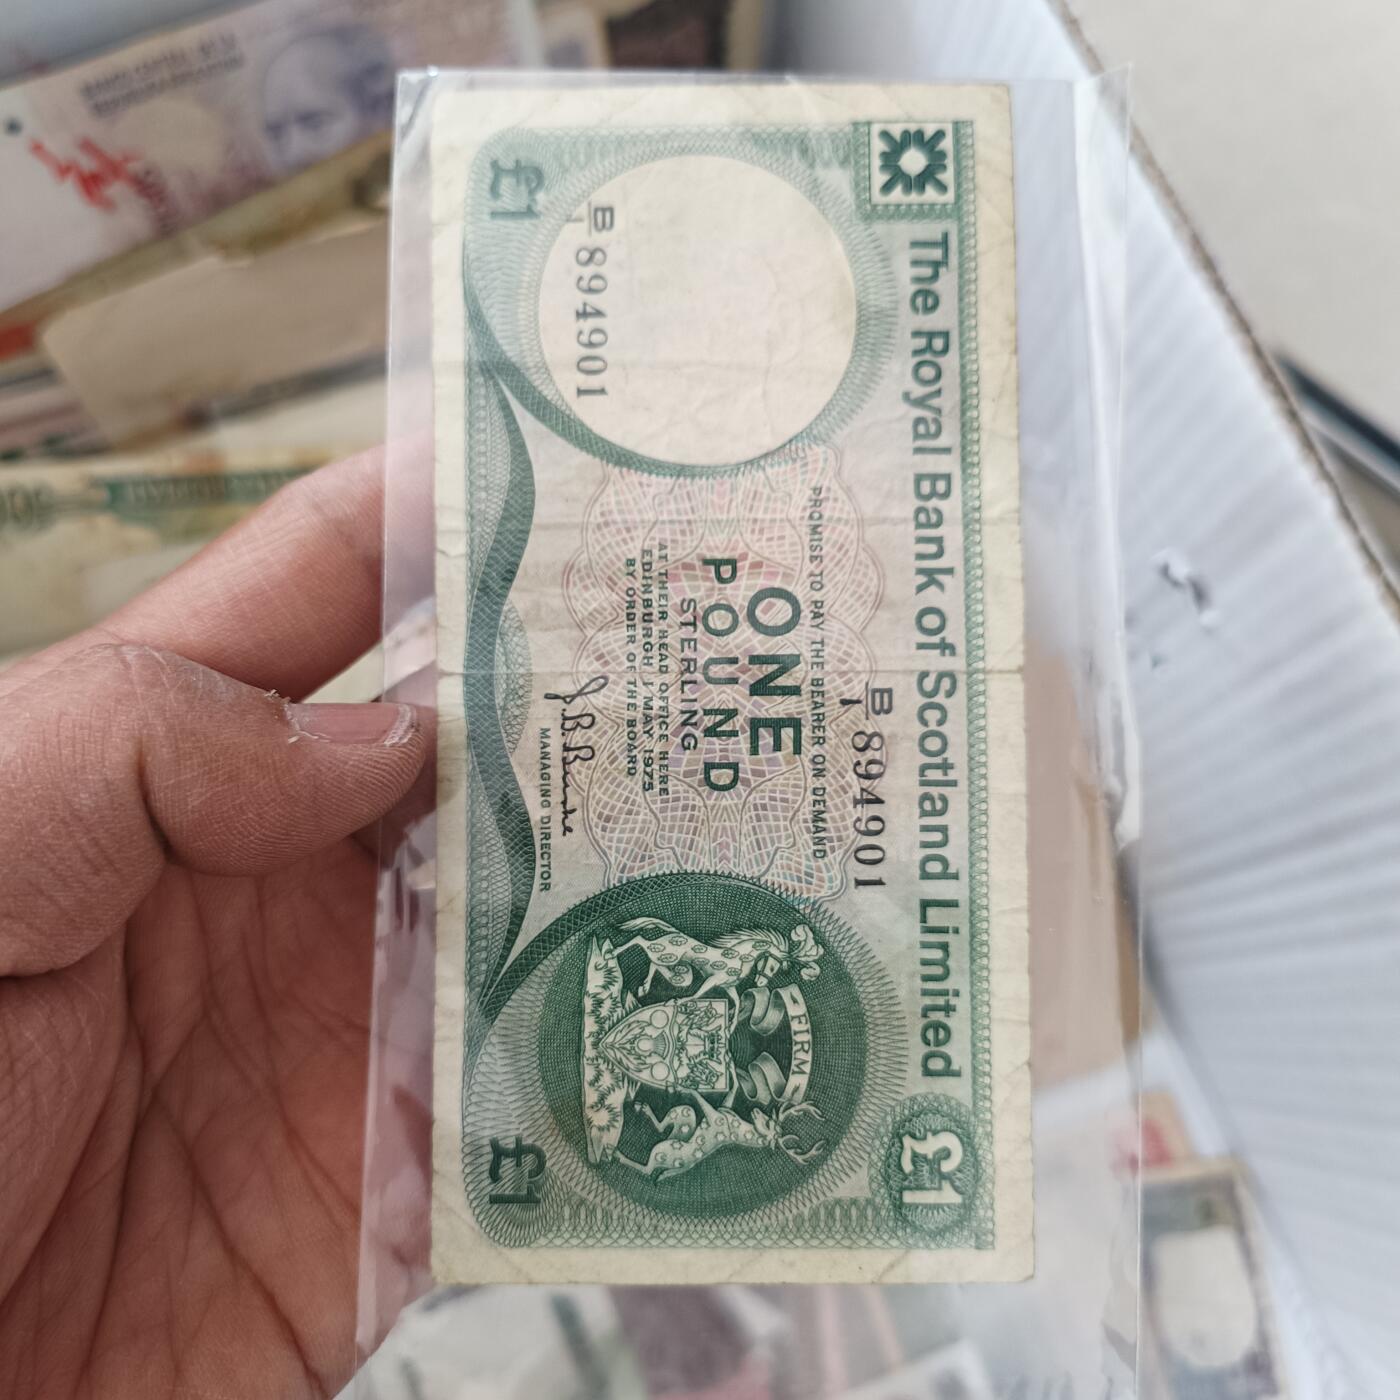 The Royal Bank of Scotland Limited
£1
B/1 894901
PROMISE TO PAY THE BEARER ON DEMAND
ONE
POUND
STERLING
AT THEIR HEAD OFFICE HERE
EDINBURGH 1 MAY 1975
BY ORDER OF THE BOARD
J.B. Burke
MANAGING DIRECTOR
B/1 894901
FIRM
£1
£1